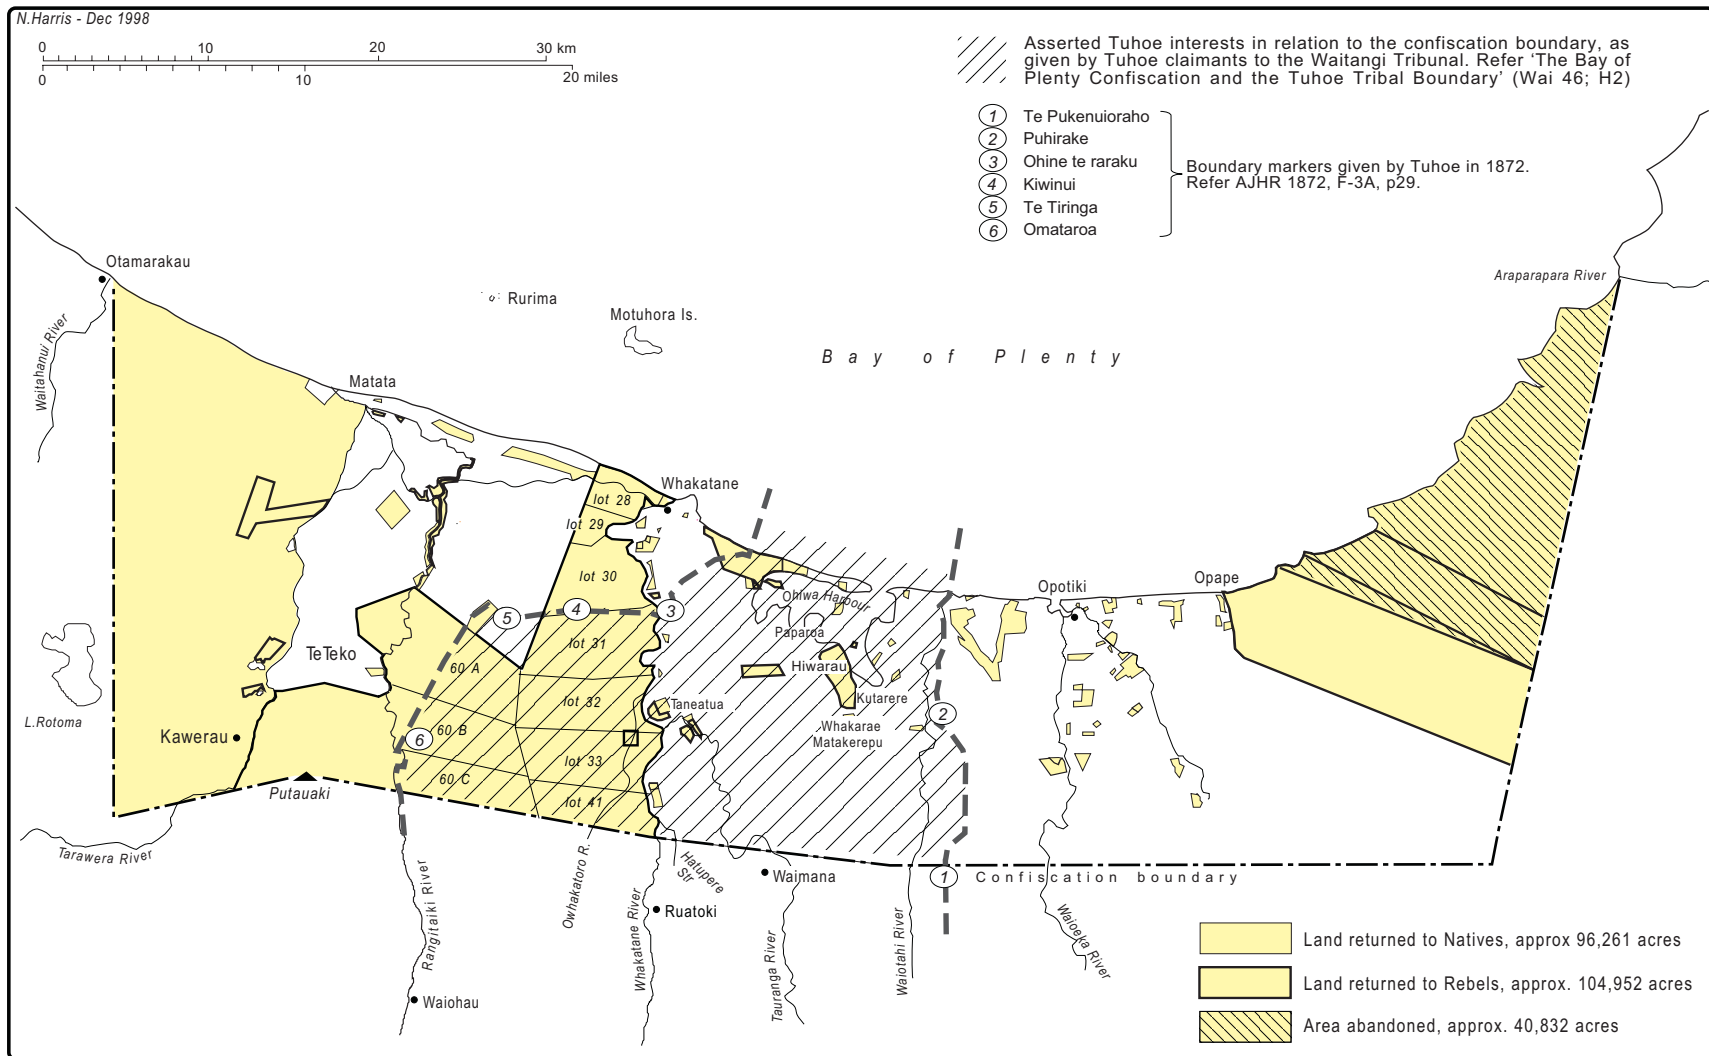 N.Harris - Dec 1998
0 10 20 30 km
0 10 20 miles
Asserted Tuhoe interests in relation to the confiscation boundary, as
given by Tuhoe claimants to the Waitangi Tribunal. Refer 'The Bay of
Plenty Confiscation and the Tuhoe Tribal Boundary' (Wai 46; H2)
1 Te Pukenuioraho
2 Puhirake
3 Ohine te raraku
4 Kiwinui
5 Te Tiringa
6 Omataroa
Boundary markers given by Tuhoe in 1872.
Refer AJHR 1872, F-3A, p29.
Otamarakau
Araparapara River
Rurima
Motuhora Is.
Waitahanui River
Bay of Plenty
Matata
Whakatane
lot 28
lot 29
lot 30
Opotiki
Opape
Ohiwa Harbour
3
4
5
Paparoa
lot 31
TeTeko
60 A
Hiwarau
Kutarere
lot 32
Taneatua
2
L.Rotoma
Kawerau
60 B
6
Whakarae
Matakerepu
lot 33
60 C
Putauaki
lot 41
Tarawera River
Hatupere
Str
Waimana
1
Confiscation boundary
Owhakatoro R.
Rangitaiki River
Whakatane River
Ruatoki
Tauranga River
Waiotahi River
Waioeka River
Waiohau
Land returned to Natives, approx 96,261 acres
Land returned to Rebels, approx. 104,952 acres
Area abandoned, approx. 40,832 acres